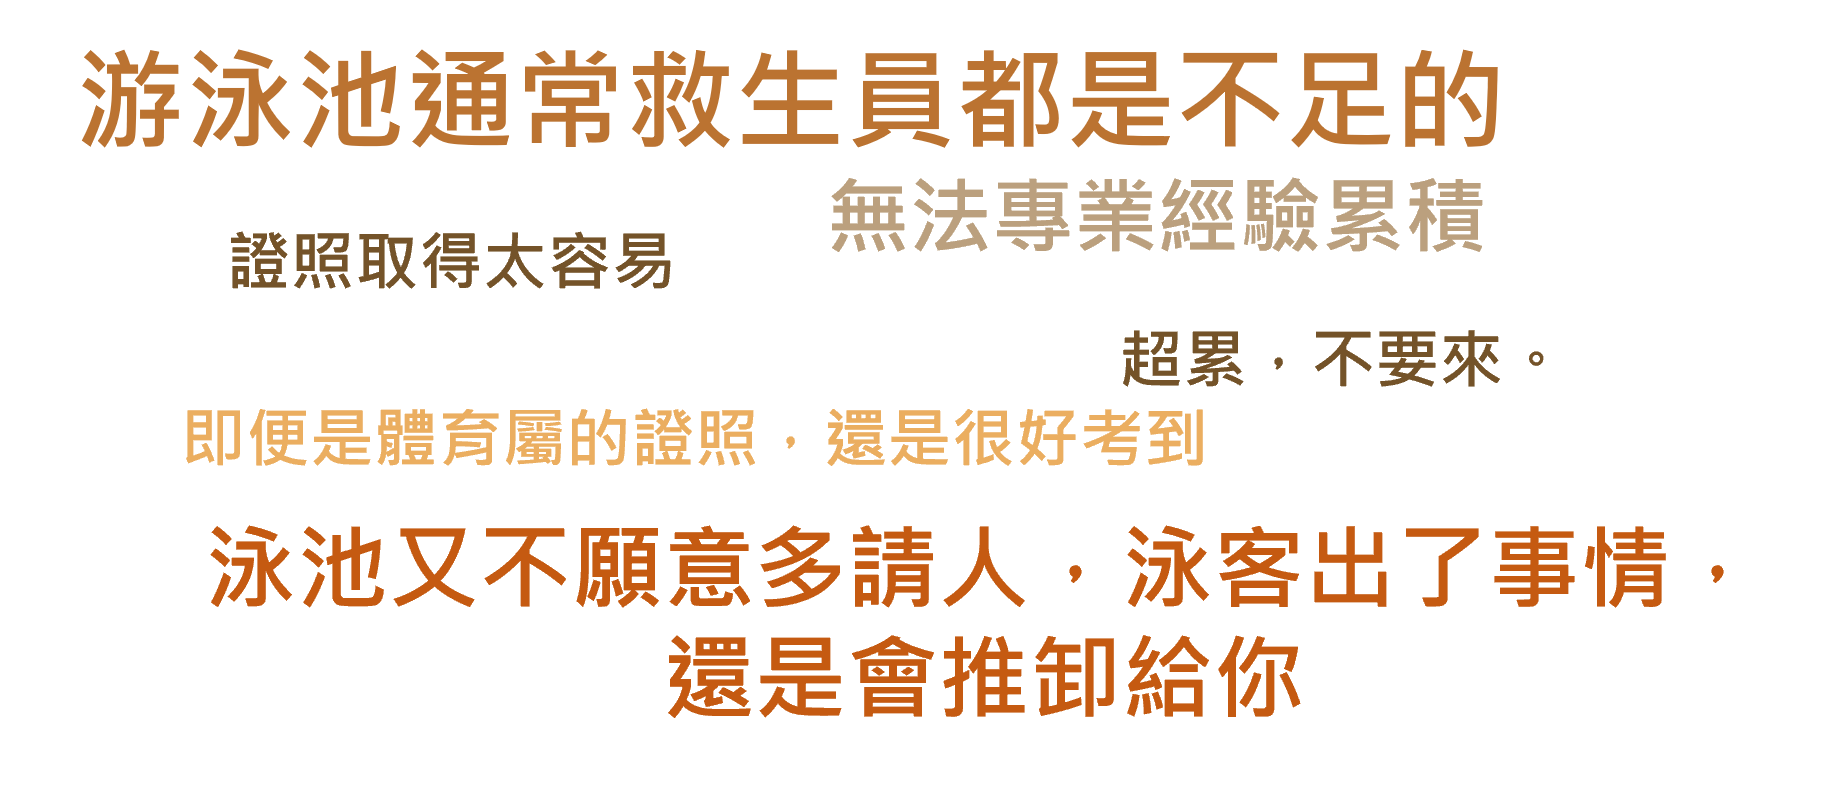 游泳池通常救生員都是不足的
無法專業經驗累積
證照取得太容易
超累，不要來。
即便是體育屬的證照，還是很好考到
泳池又不願意多請人，泳客出了事情，
還是會推卸給你